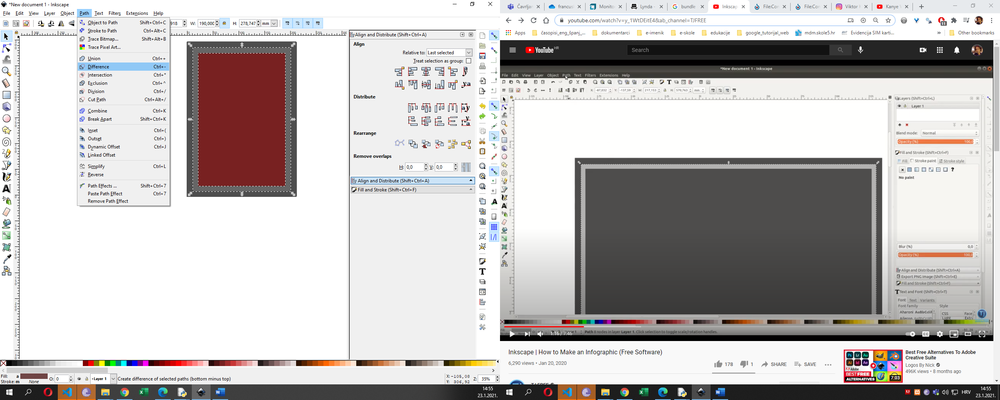 *New document 1 - Inkscape
File Edit View Layer Object Path Text Filters Extensions Help
918 W: 190,000 H: 278,747 mm
Object to Path Shift+Ctrl+C
Stroke to Path Ctrl+Alt+C
Trace Bitmap... Shift+Alt+B
Trace Pixel Art...
Union Ctrl++
Difference Ctrl+-
Intersection Ctrl+*
Exclusion Ctrl+^
Division Ctrl+/
Cut Path Ctrl+Alt+/
Combine Ctrl+K
Break Apart Shift+Ctrl+K
Inset Ctrl+(
Outset Ctrl+)
Dynamic Offset Ctrl+J
Linked Offset
Simplify Ctrl+L
Reverse
Path Effects ... Shift+Ctrl+7
Paste Path Effect Ctrl+7
Remove Path Effect
Align and Distribute (Shift+Ctrl+A)
Align
Relative to: Last selected
Treat selection as group:
Distribute
Rearrange
Remove overlaps
H: 0,0 V: 0,0
Align and Distribute (Shift+Ctrl+A)
Fill and Stroke (Shift+Ctrl+F)
Fill: a
Stroke: m None
O: 0
Layer 1
Create difference of selected paths (bottom minus top)
X: -105,08
Y: 306,92
Z: 35%
14:55
23.1.2021.
Čavrljan
francus
Monito
Lynda -
bundle
Inkscap
File:Con
File:Con
Viktor
Kanye
youtube.com/watch?v=y_1WtDEitE4&ab_channel=TJFREE
11
Apps
časopisi_eng_španj_...
dokumentarci
e-imenik
e-skole
edukacije
google_tutorijal_web
mdm.skole5.hr
Evidencija SIM karti...
Other bookmarks
YouTube HR
Search
*New document 1 - Inkscape
File Edit View Layer Object Path Text Filters Extensions Help
X: -87,032 Y: -137,59 W: 217,153 H: 570,763 mm
Layers (Shift+Ctrl+L)
Layer 1
Blend mode: Normal
Opacity (%) 100,0
Fill and Stroke (Shift+Ctrl+F)
Fill Stroke paint Stroke style
No paint
Blur (%) 0,0
Opacity (%) 100,0
Align and Distribute (Shift+Ctrl+A)
Export PNG Image (Shift+Ctrl+E)
Fill and Stroke (Shift+Ctrl+F)
Text and Font (Shift+Ctrl+T)
Font Text Variants
Font family Style
Aharoni AaBbCcIiP
CSS Face
Light Extra
Path 8 nodes in layer Layer 1. Click selection to toggle scale/rotation handles.
1:16 / 7:46
Inkscape | How to Make an Infographic (Free Software)
6,290 views • Jan 20, 2020
178 1 SHARE SAVE
Ps Lr Au
Ai Id Ae
Adobe
BEST FREE
ALTERNATIVES
7:03
Best Free Alternatives To Adobe
Creative Suite
Logos By Nick
496K views • 8 months ago
HRV
14:55
23.1.2021.